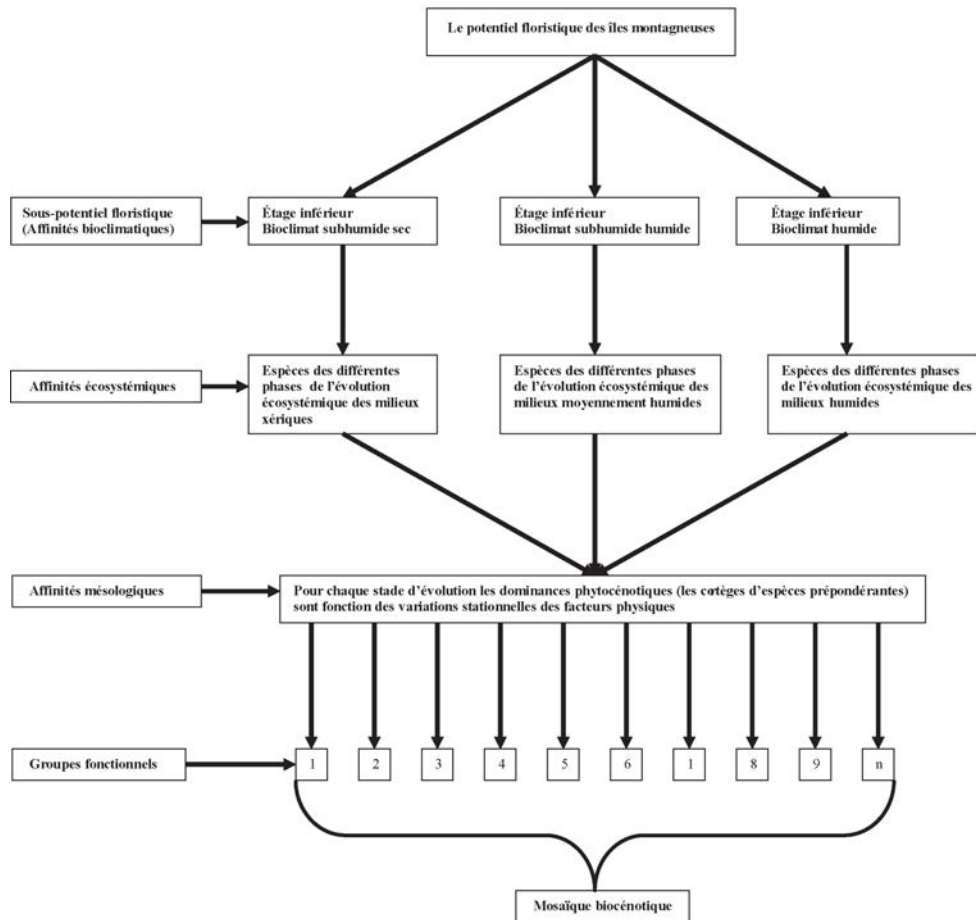 Le potentiel floristique des îles montagneuses
Sous-potentiel floristique
(Affinités bioclimatiques)
Étage inférieur
Bioclimat subhumide sec
Étage inférieur
Bioclimat subhumide humide
Étage inférieur
Bioclimat humide
Affinités écosystémiques
Espèces des différentes
phases de l'évolution
écosystémique des milieux
xériques
Espèces des différentes phases
de l'évolution écosystémique des
milieux moyennement humides
Espèces des différentes phases
de l'évolution écosystémique des
milieux humides
Affinités mésologiques
Pour chaque stade d'évolution les dominances phytocénotiques (les cortèges d'espèces prépondérantes)
sont fonction des variations stationnelles des facteurs physiques
Groupes fonctionnels
1 2 3 4 5 6 1 8 9 n
Mosaïque biocénotique